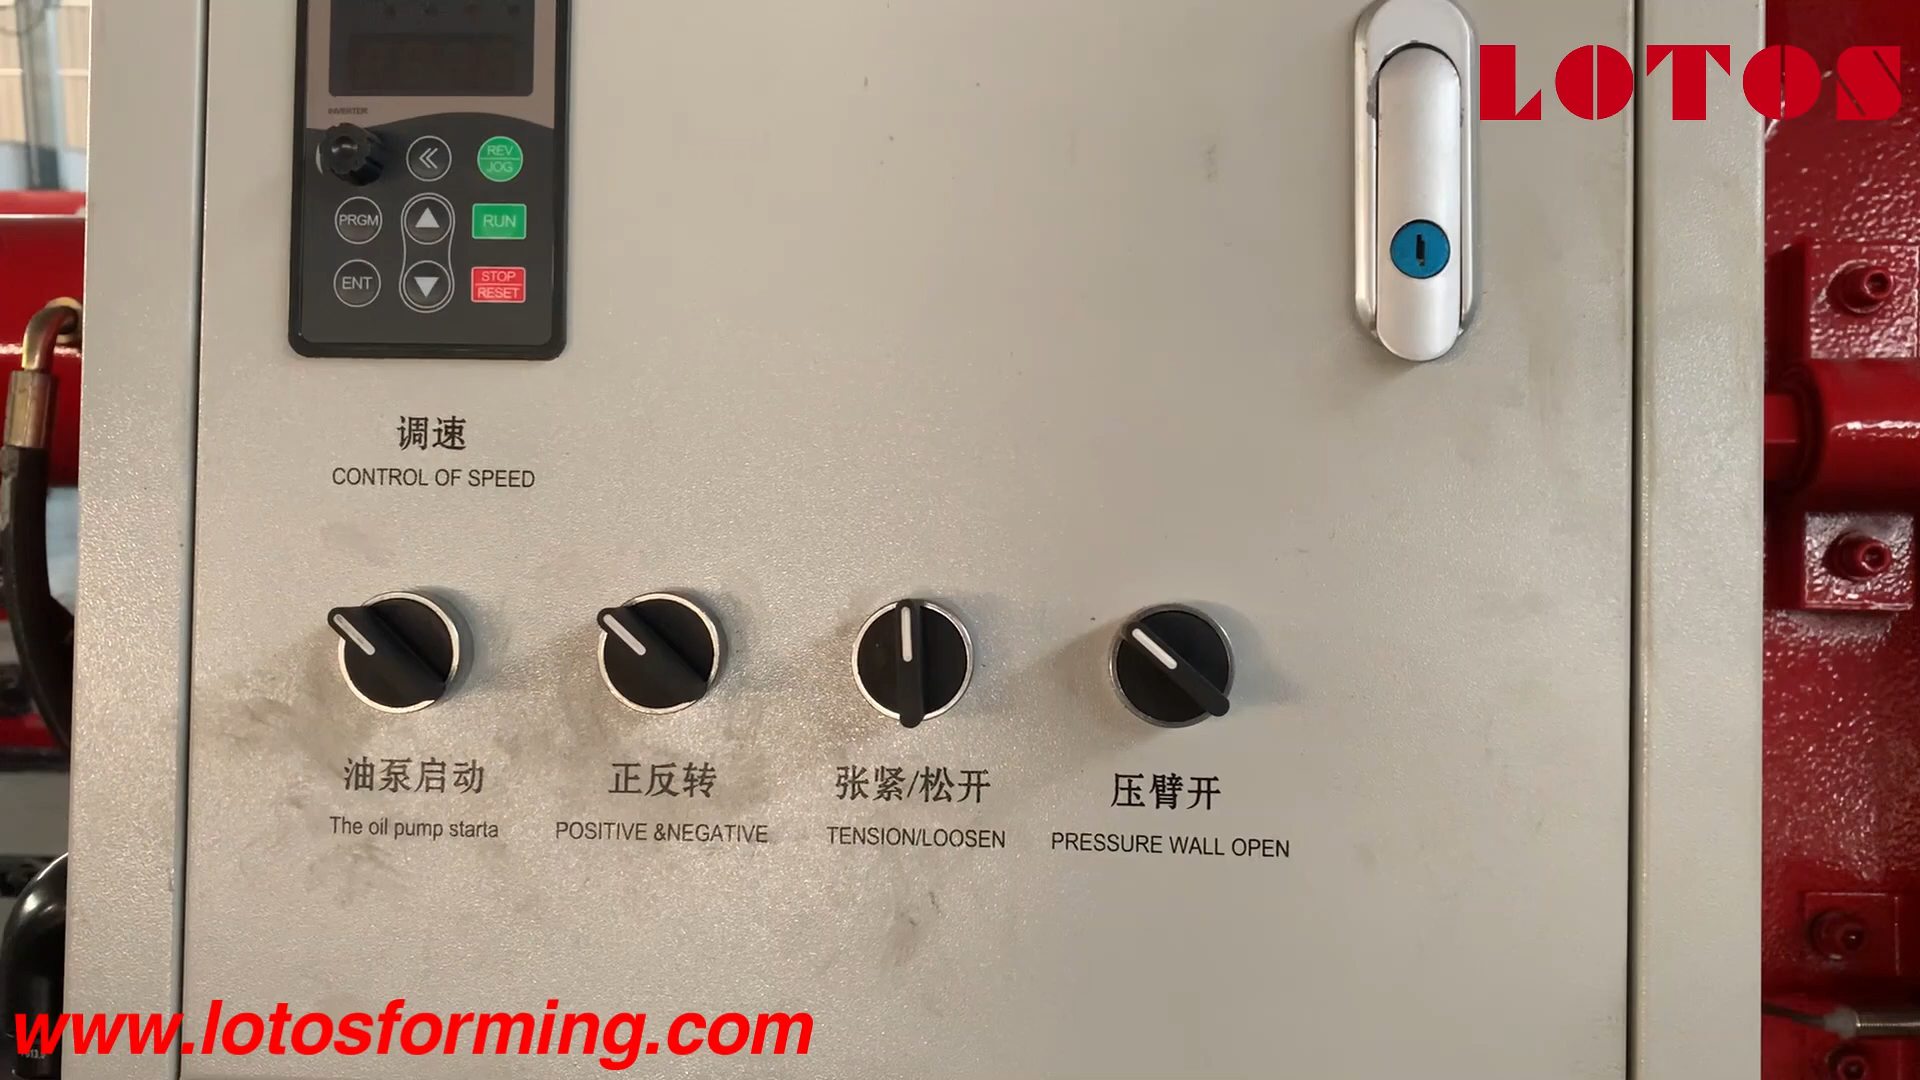 LOTOS
INVERTER
REV
JOG
PRGM
RUN
ENT
STOP
RESET
调速
CONTROL OF SPEED
油泵启动
The oil pump starta
正反转
POSITIVE &NEGATIVE
张紧/松开
TENSION/LOOSEN
压臂开
PRESSURE WALL OPEN
www.lotosforming.com